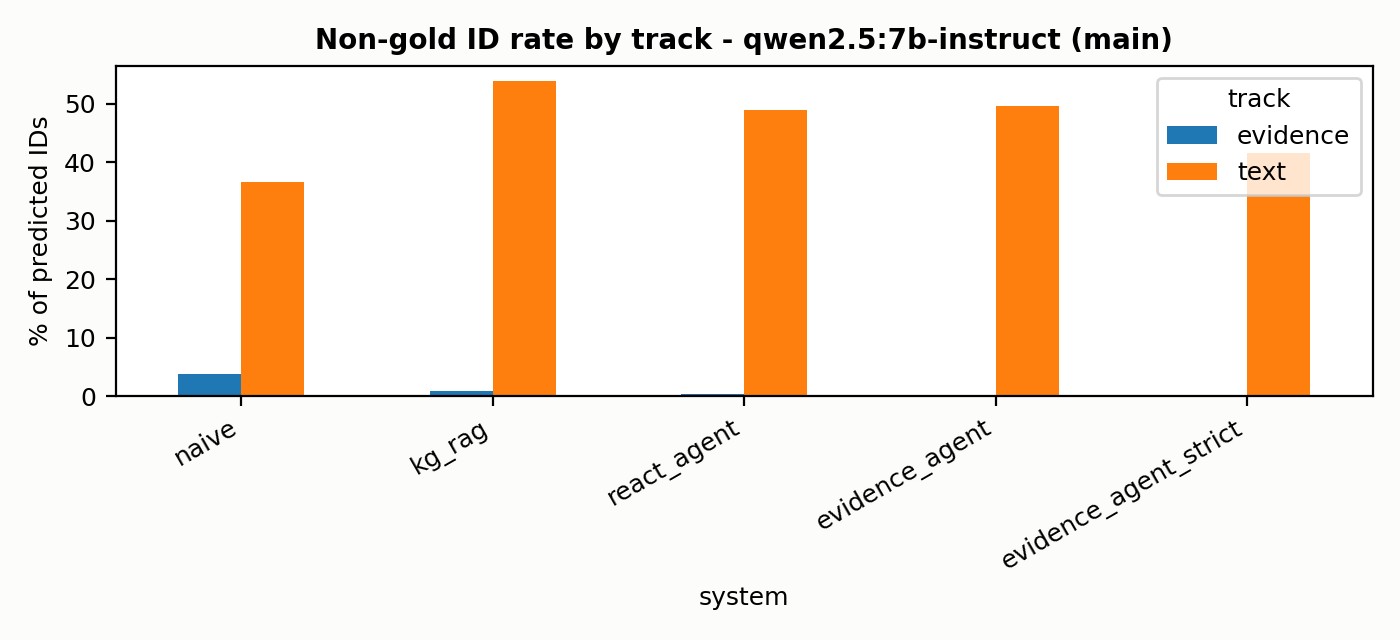 Non-gold ID rate by track - qwen2.5:7b-instruct (main)
% of predicted IDs
50
40
30
20
10
0
track
evidence
text
naive
kg_rag
react_agent
evidence_agent
evidence_agent_strict
system